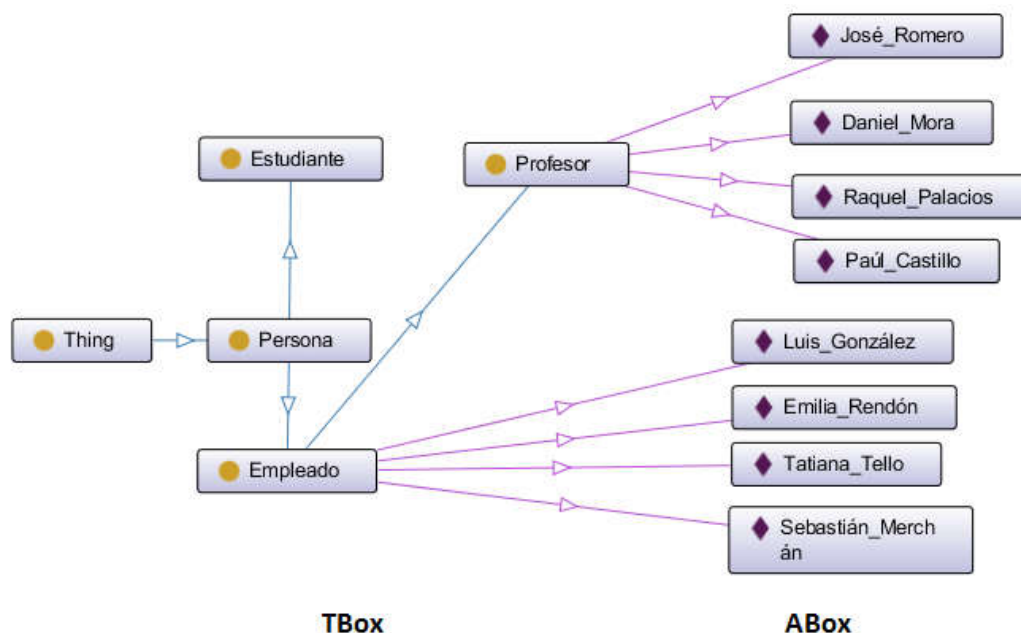 José_Romero
Daniel_Mora
Estudiante
Profesor
Raquel_Palacios
Paúl_Castillo
Thing
Persona
Luis_González
Emilia_Rendón
Empleado
Tatiana_Tello
Sebastián_Merch
án
TBox
ABox